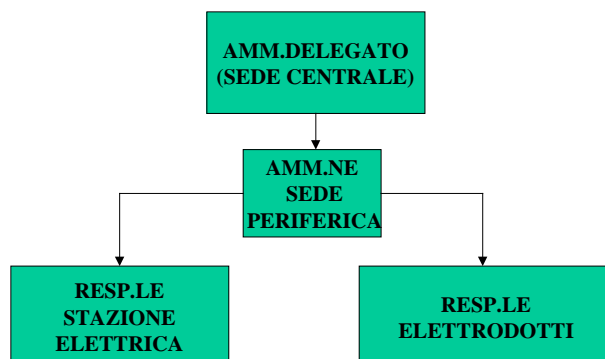 AMM.DELEGATO
(SEDE CENTRALE)
AMM.NE
SEDE
PERIFERICA
RESP.LE
STAZIONE
ELETTRICA
RESP.LE
ELETTRODOTTI